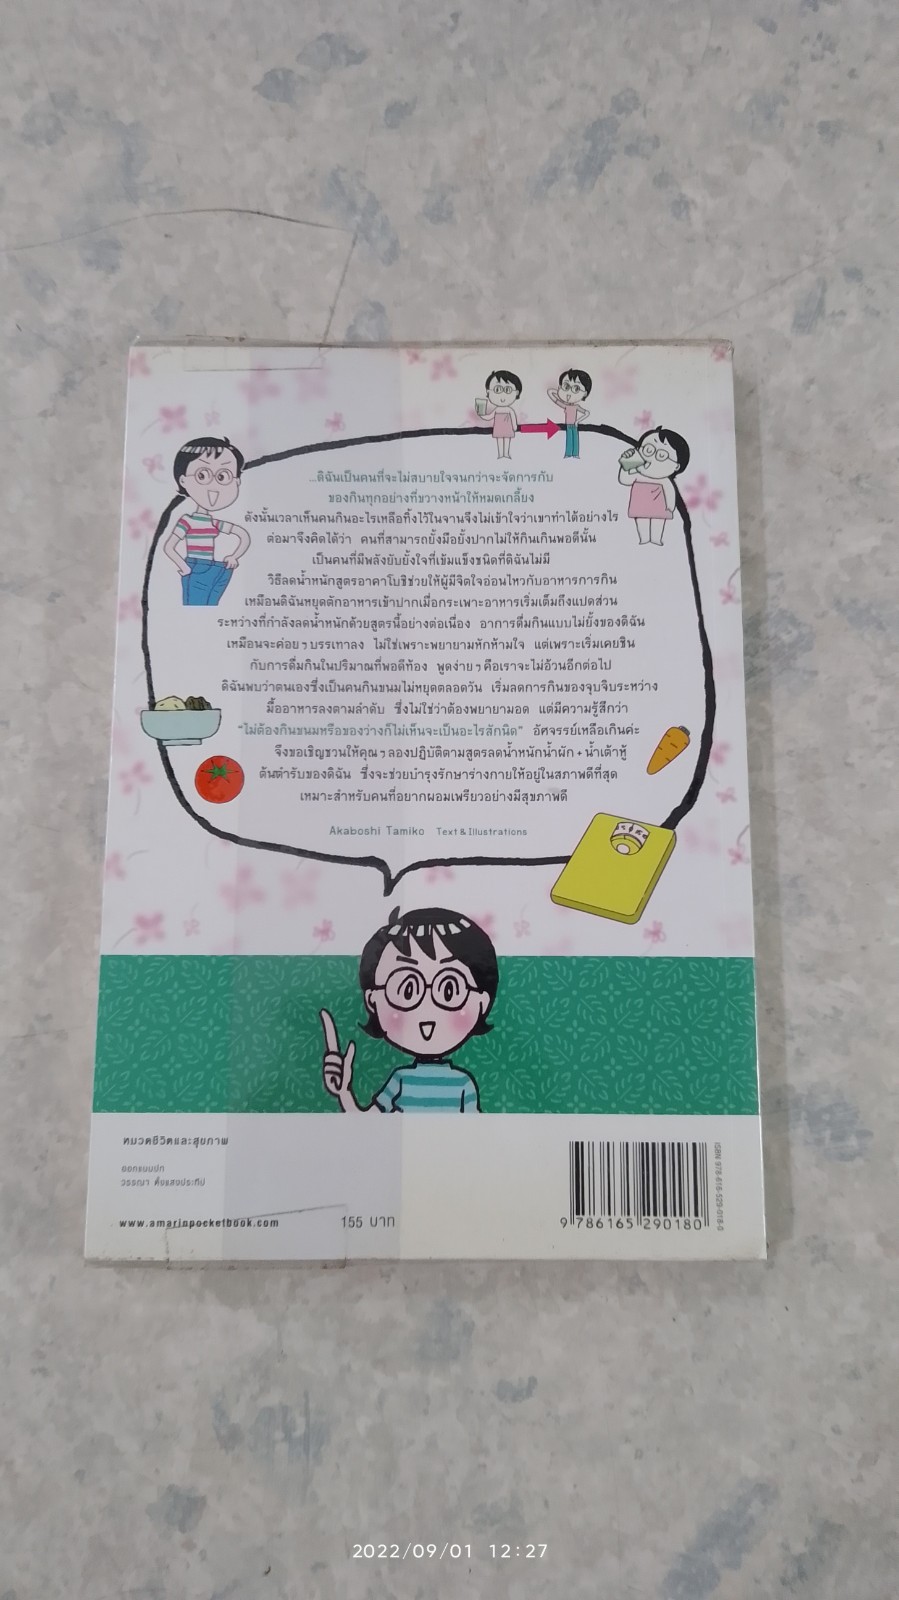 ...ดิฉันเป็นคนที่จะไม่สบายใจจนกว่าจะจัดการกับ
ของกินทุกอย่างที่ขวางหน้าให้หมดเกลี้ยง
ดังนั้นเวลาเห็นคนกินอะไรเหลือทิ้งไว้ในจานจึงไม่เข้าใจว่าเขาทำได้อย่างไร
ต่อมาจึงคิดได้ว่า คนที่สามารถยั้งมือยั้งปากไม่ให้กินเกินพอดีนั้น
เป็นคนที่มีพลังยับยั้งใจที่เข้มแข็งชนิดที่ดิฉันไม่มี
วิธีลดน้ำหนักสูตรอาคาโบชิช่วยให้ผู้มีจิตใจอ่อนไหวกับอาหารการกิน
เหมือนดิฉันหยุดตักอาหารเข้าปากเมื่อกระเพาะอาหารเริ่มเต็มถึงแปดส่วน
ระหว่างที่กำลังลดน้ำหนักด้วยสูตรนี้อย่างต่อเนื่อง อาการดื่มกินแบบไม่ยั้งของดิฉัน
เหมือนจะค่อยๆ บรรเทาลง ไม่ใช่เพราะพยายามหักห้ามใจ แต่เพราะเริ่มเคยชิน
กับการดื่มกินในปริมาณที่พอดีท้อง พูดง่ายๆ คือเราจะไม่อ้วนอีกต่อไป
ดิฉันพบว่าตนเองซึ่งเป็นคนกินขนมไม่หยุดตลอดวัน เริ่มลดการกินของจุบจิบระหว่าง
มื้ออาหารลงตามลำดับ ซึ่งไม่ใช่ว่าต้องพยายามอด แต่มีความรู้สึกว่า
"ไม่ต้องกินขนมหรือของว่างก็ไม่เห็นจะเป็นอะไรสักนิด" อัศจรรย์เหลือเกินค่ะ
จึงขอเชิญชวนให้คุณๆ ลองปฏิบัติตามสูตรลดน้ำหนักน้ำผัก + น้ำเต้าหู้
ต้นตำรับของดิฉัน ซึ่งจะช่วยบำรุงรักษาร่างกายให้อยู่ในสภาพดีที่สุด
เหมาะสำหรับคนที่อยากผอมเพรียวอย่างมีสุขภาพดี
Akaboshi Tamiko Text & Illustrations
หมวดชีวิตและสุขภาพ
ออกแบบปก
วรรณา ตั้งแสงประทีป
www.amarinpocketbook.com
155 บาท
ISBN 978-616-529-018-0
9 786165 290180
2022/09/01 12:27